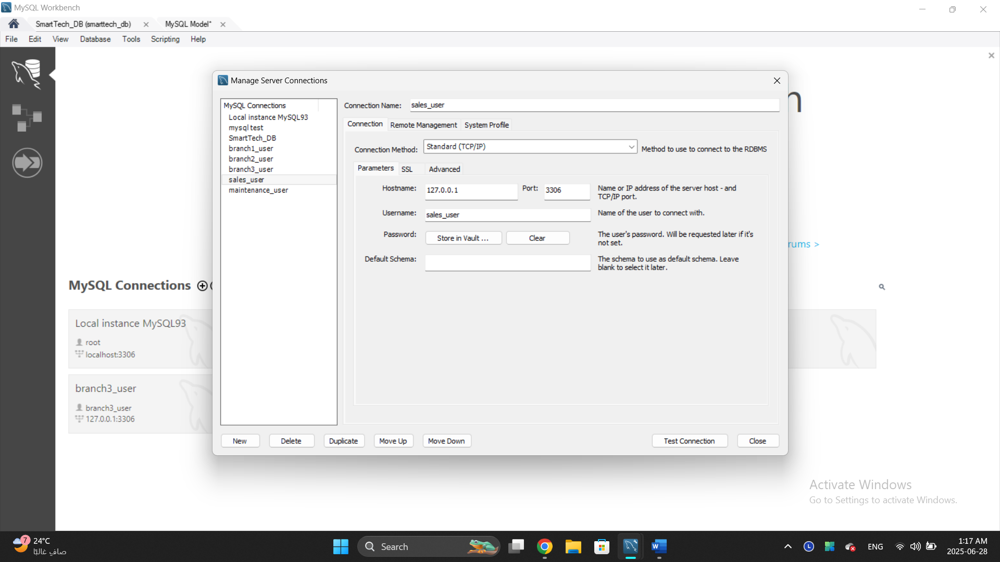 MySQL Workbench
SmartTech_DB (smarttech_db)
MySQL Model*
File Edit View Database Tools Scripting Help
Manage Server Connections
MySQL Connections
Local instance MySQL93
mysql test
SmartTech_DB
branch1_user
branch2_user
branch3_user
sales_user
maintenance_user
Connection Name: sales_user
Connection Remote Management System Profile
Connection Method: Standard (TCP/IP) Method to use to connect to the RDBMS
Parameters SSL Advanced
Hostname: 127.0.0.1 Port: 3306 Name or IP address of the server host - and
TCP/IP port.
Username: sales_user Name of the user to connect with.
Password: Store in Vault ... Clear The user's password. Will be requested later if it's
not set.
Default Schema: The schema to use as default schema. Leave
blank to select it later.
New Delete Duplicate Move Up Move Down Test Connection Close
n
rums >
MySQL Connections
Local instance MySQL93
root
localhost:3306
branch3_user
branch3_user
127.0.0.1:3306
Activate Windows
Go to Settings to activate Windows.
7
24°C
صافٍ غالبًا
Search
W
L
ENG
1:17 AM
2025-06-28